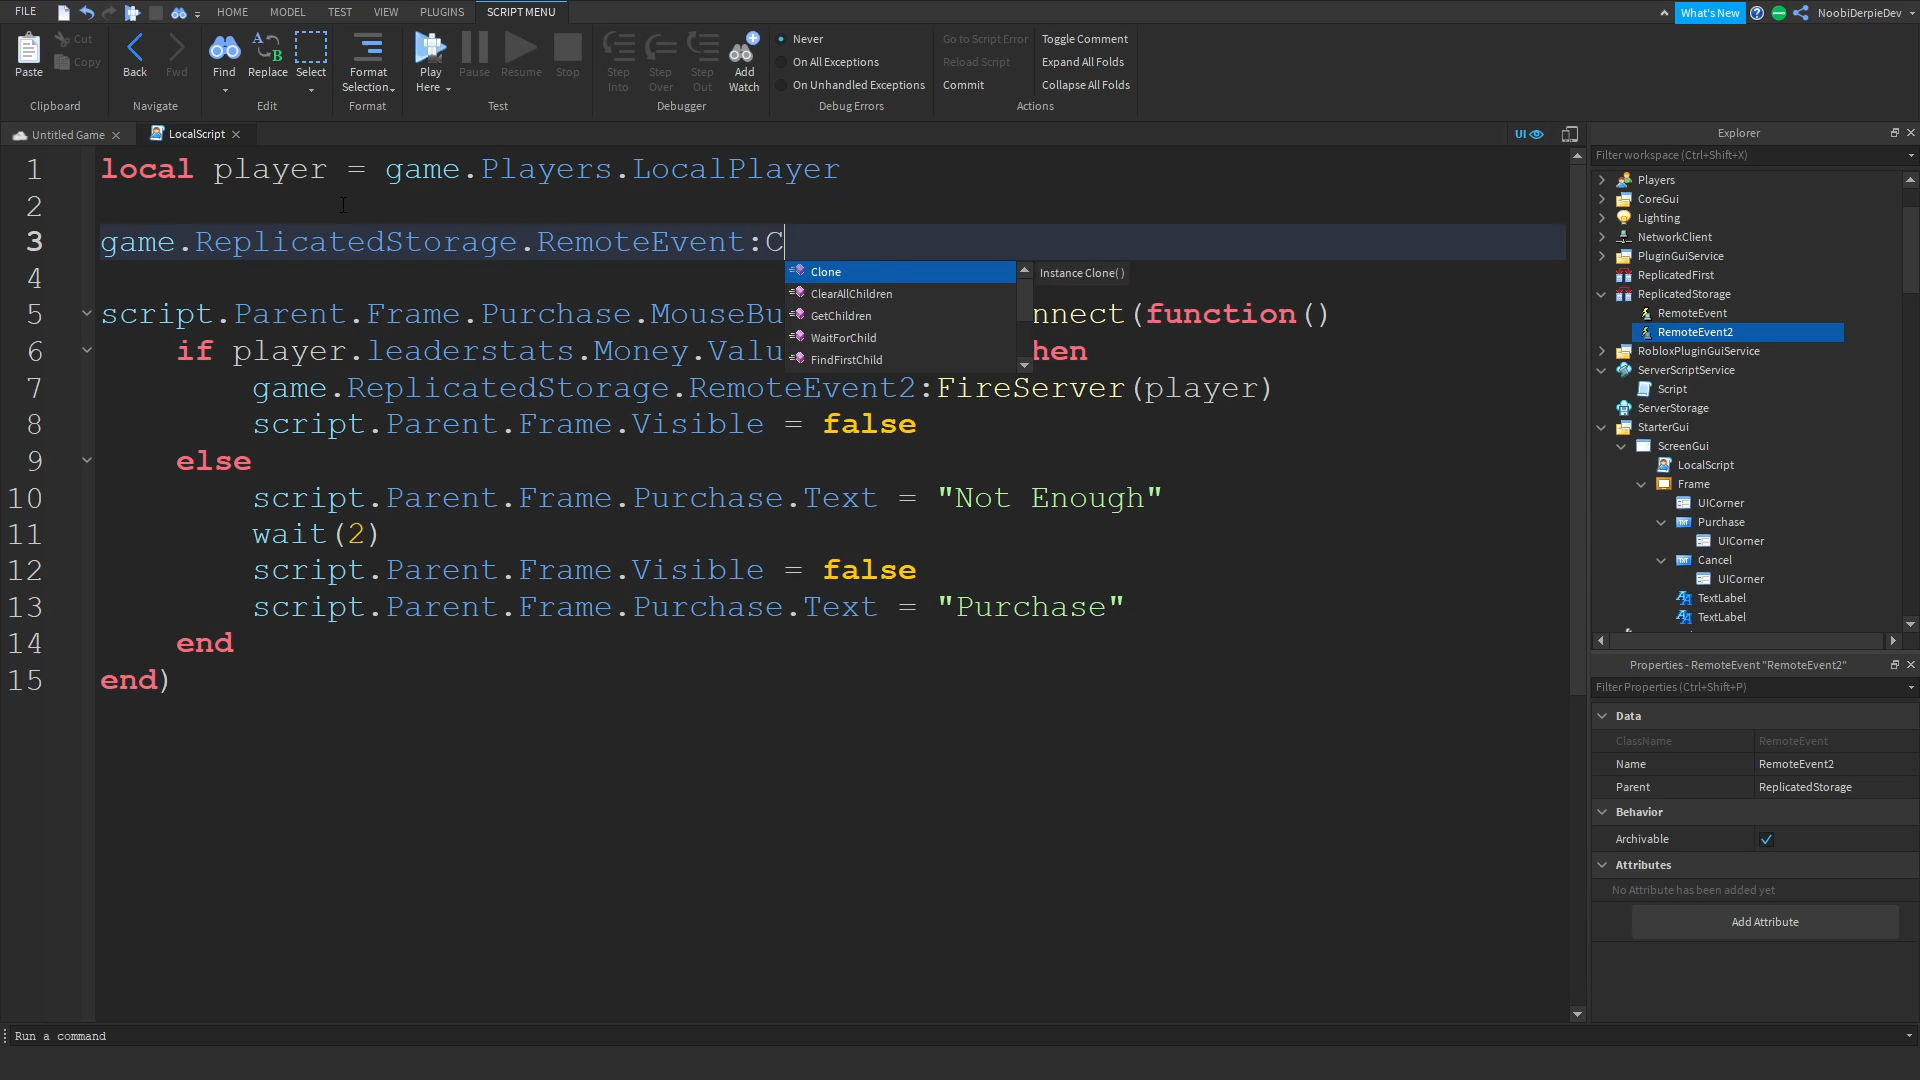 FILE HOME MODEL TEST VIEW PLUGINS SCRIPT MENU What's New NoobiDerpieDev
Paste Cut Copy Back Fwd Find Replace Select Format Selection Play Here Pause Resume Stop Step Into Step Over Step Out Add Watch
Never
On All Exceptions
On Unhandled Exceptions
Go to Script Error
Reload Script
Commit
Toggle Comment
Expand All Folds
Collapse All Folds
Clipboard Navigate Edit Format Test Debugger Debug Errors Actions
Untitled Game LocalScript UI
1 local player = game.Players.LocalPlayer
2
3 game.ReplicatedStorage.RemoteEvent:C
4
Clone Instance Clone()
ClearAllChildren
GetChildren
WaitForChild
FindFirstChild
5 script.Parent.Frame.Purchase.MouseBu nnect(function()
6 if player.leaderstats.Money.Valu hen
7 game.ReplicatedStorage.RemoteEvent2:FireServer(player)
8 script.Parent.Frame.Visible = false
9 else
10 script.Parent.Frame.Purchase.Text = "Not Enough"
11 wait(2)
12 script.Parent.Frame.Visible = false
13 script.Parent.Frame.Purchase.Text = "Purchase"
14 end
15 end)
Explorer
Filter workspace (Ctrl+Shift+X)
Players
CoreGui
Lighting
NetworkClient
PluginGuiService
ReplicatedFirst
ReplicatedStorage
RemoteEvent
RemoteEvent2
RobloxPluginGuiService
ServerScriptService
Script
ServerStorage
StarterGui
ScreenGui
LocalScript
Frame
UICorner
Purchase
UICorner
Cancel
UICorner
TextLabel
TextLabel
Properties - RemoteEvent "RemoteEvent2"
Filter Properties (Ctrl+Shift+P)
Data
ClassName RemoteEvent
Name RemoteEvent2
Parent ReplicatedStorage
Behavior
Archivable
Attributes
No Attribute has been added yet
Add Attribute
Run a command